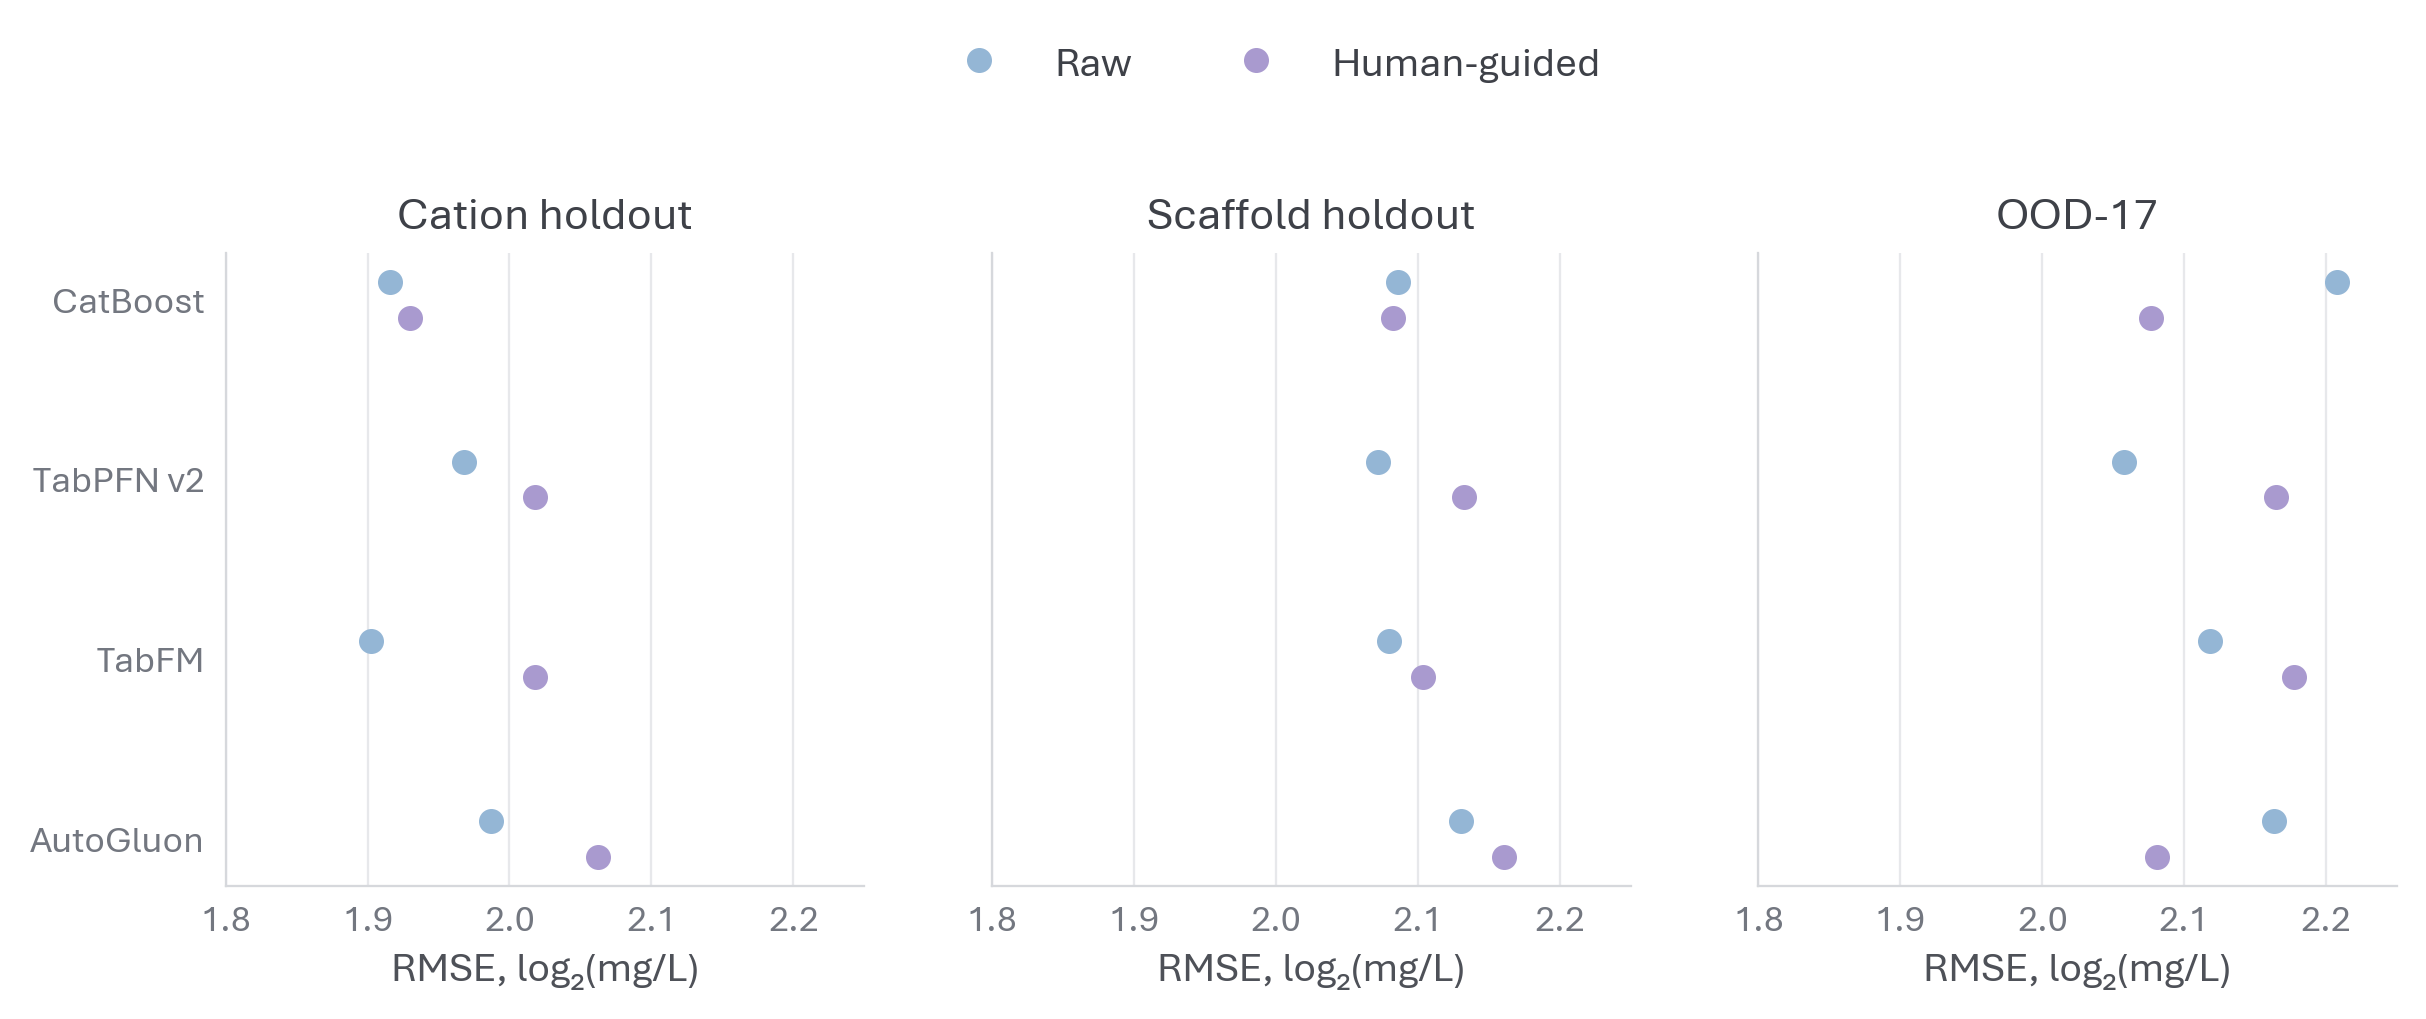 Raw Human-guided
Cation holdout Scaffold holdout OOD-17
CatBoost
TabPFN v2
TabFM
AutoGluon
1.8 1.9 2.0 2.1 2.2 1.8 1.9 2.0 2.1 2.2 1.8 1.9 2.0 2.1 2.2
RMSE, log₂(mg/L) RMSE, log₂(mg/L) RMSE, log₂(mg/L)